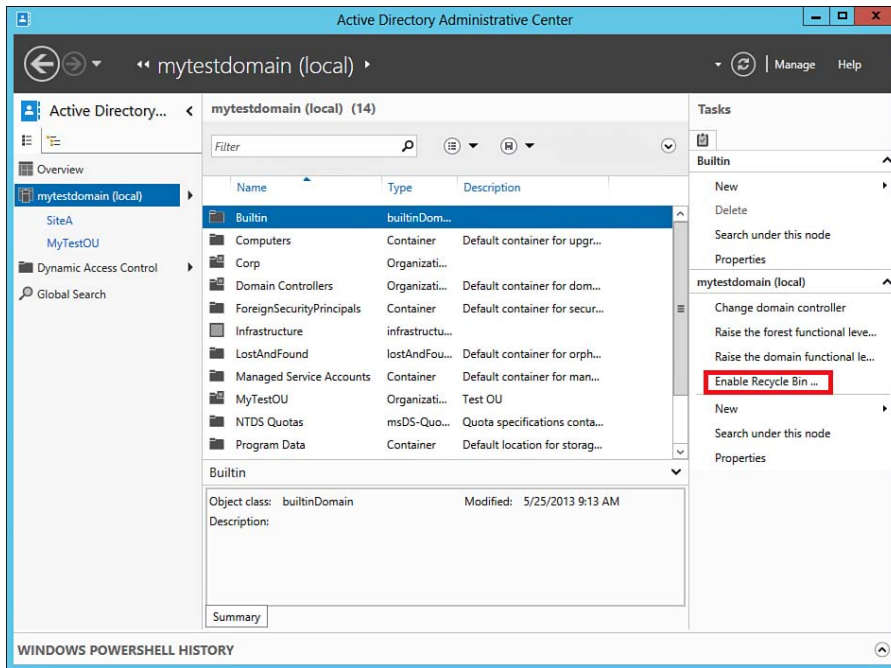 Active Directory Administrative Center
mytestdomain (local)
Manage
Help
Active Directory...
Overview
mytestdomain (local)
SiteA
MyTestOU
Dynamic Access Control
Global Search
mytestdomain (local) (14)
Filter
Name Type Description
Builtin builtinDom...
Computers Container Default container for upgr...
Corp Organizati...
Domain Controllers Organizati... Default container for dom...
ForeignSecurityPrincipals Container Default container for secur...
Infrastructure infrastructu...
LostAndFound lostAndFou... Default container for orph...
Managed Service Accounts Container Default container for man...
MyTestOU Organizati... Test OU
NTDS Quotas msDS-Quo... Quota specifications conta...
Program Data Container Default location for storag...
Builtin
Object class: builtinDomain Modified: 5/25/2013 9:13 AM
Description:
Summary
Tasks
Builtin
New
Delete
Search under this node
Properties
mytestdomain (local)
Change domain controller
Raise the forest functional leve...
Raise the domain functional le...
Enable Recycle Bin ...
New
Search under this node
Properties
WINDOWS POWERSHELL HISTORY